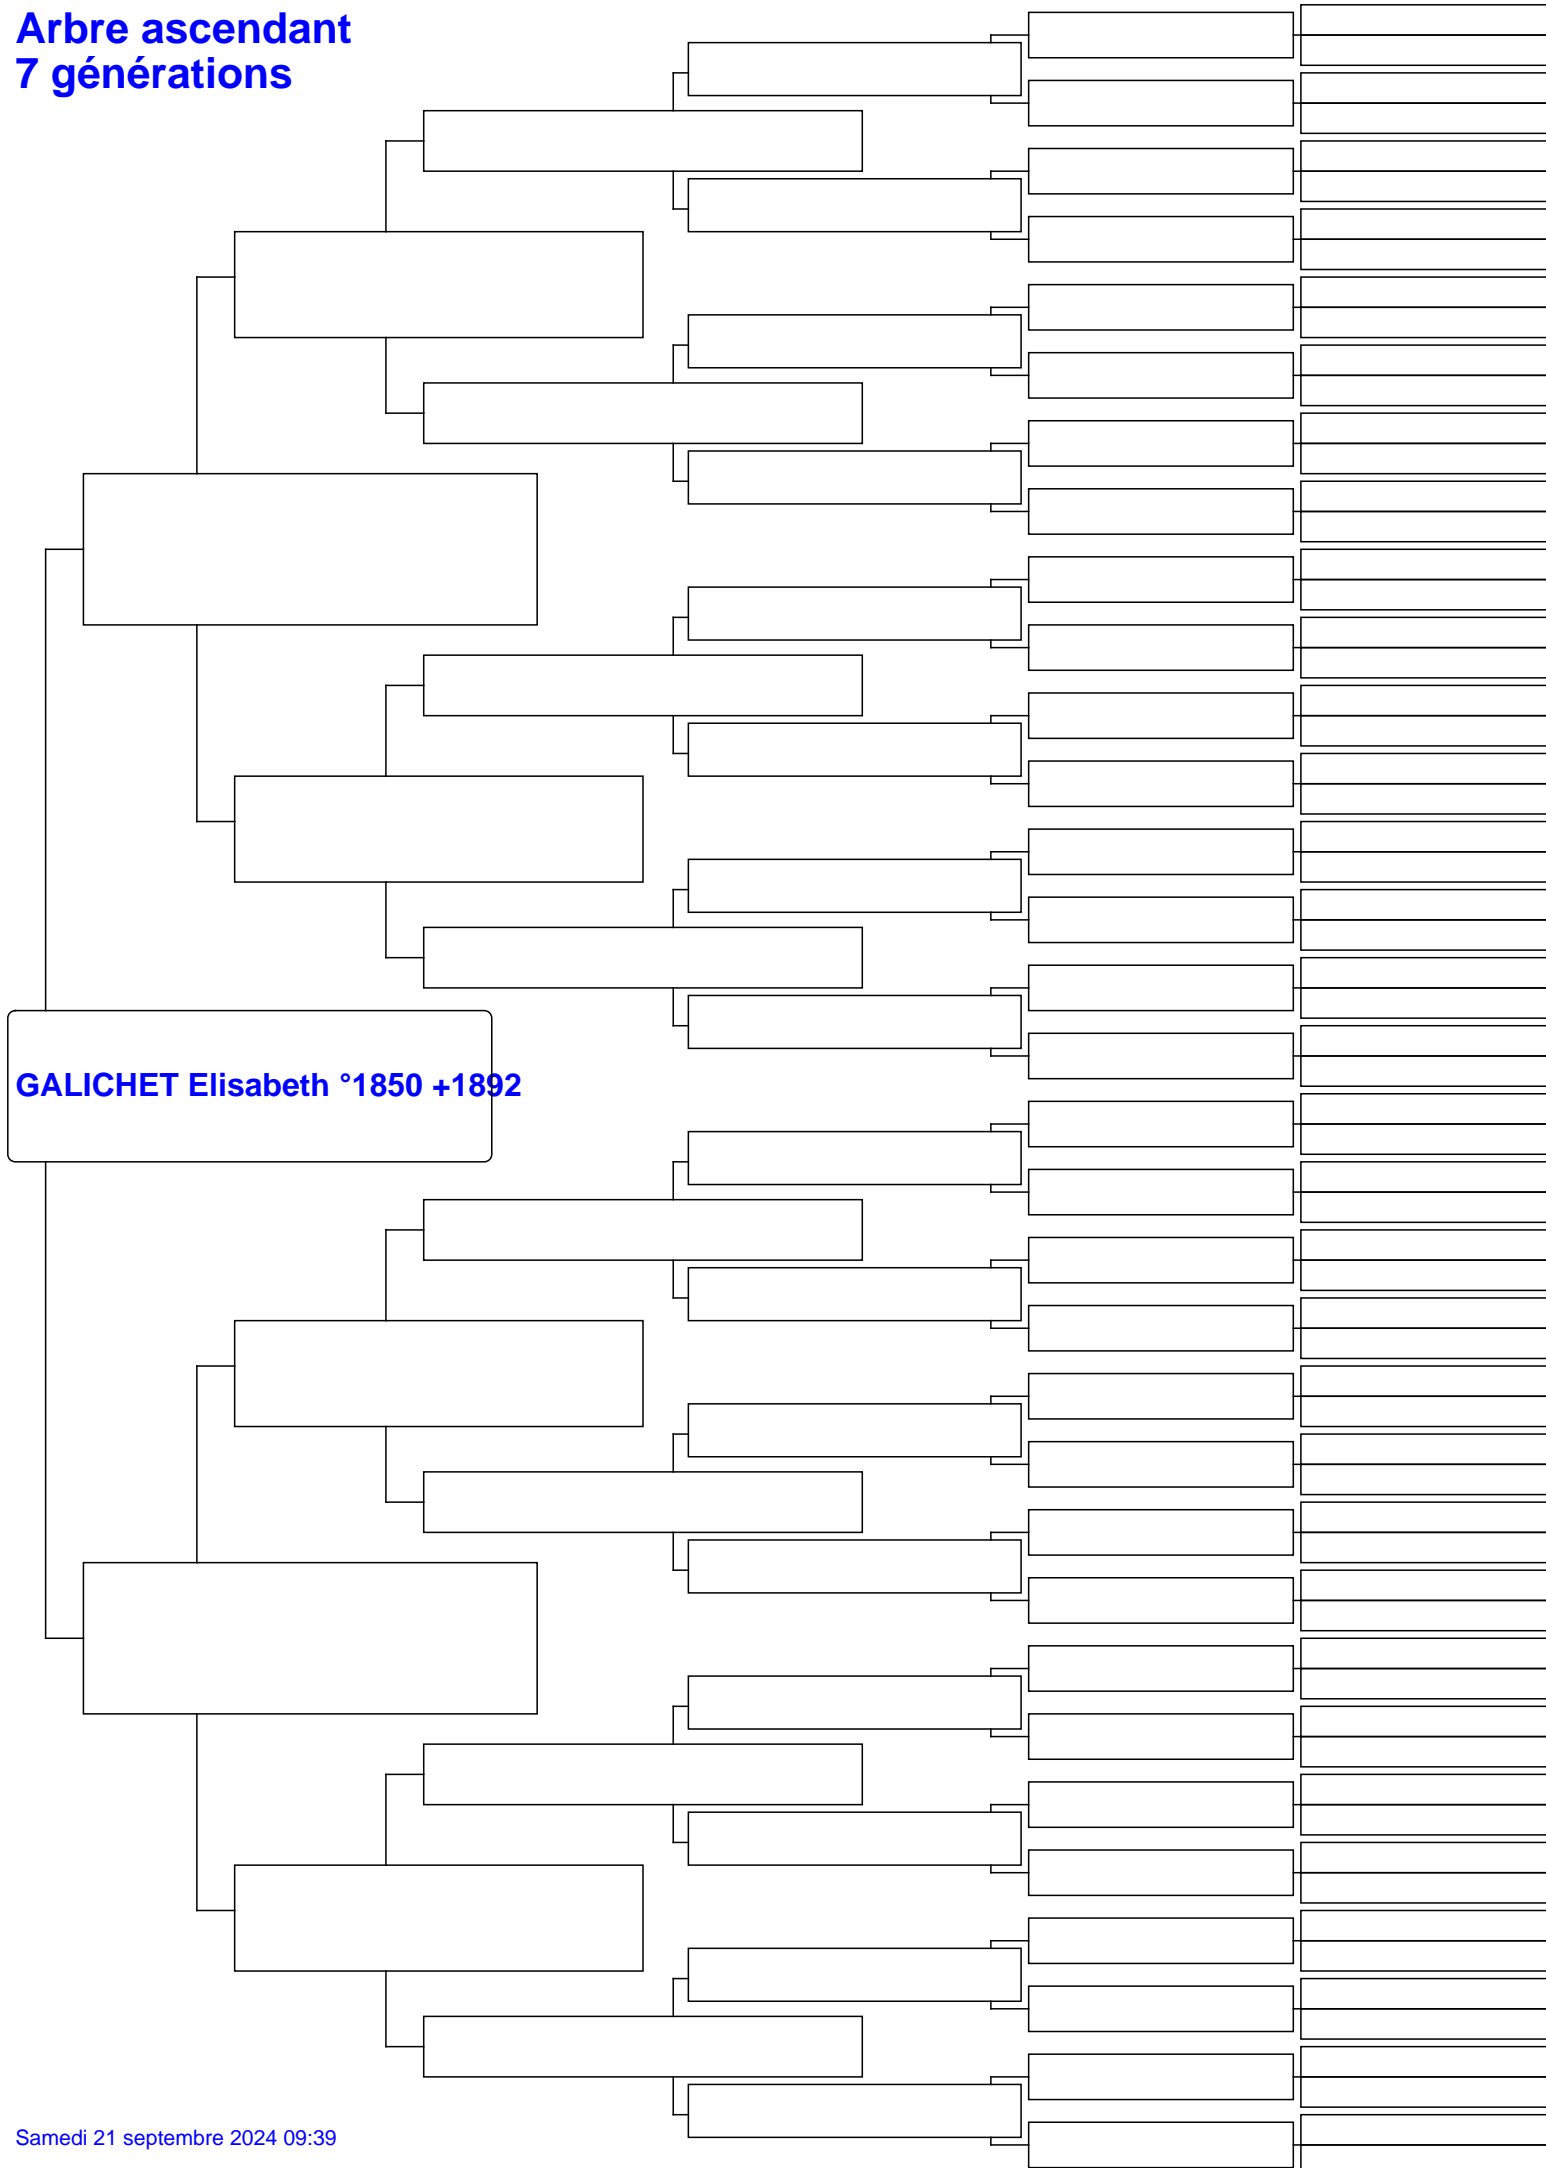 Arbre ascendant
7 générations
GALICHET Elisabeth °1850 +1892
Samedi 21 septembre 2024 09:39